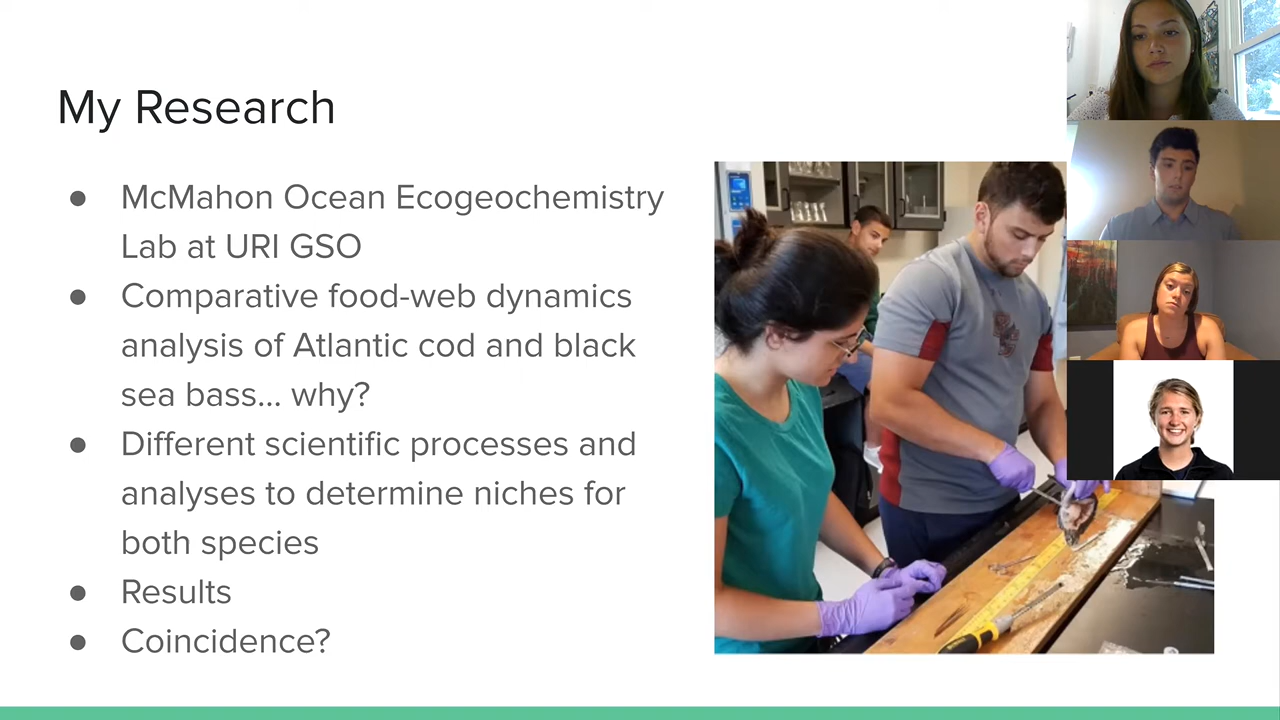 My Research
● McMahon Ocean Ecogeochemistry
Lab at URI GSO
● Comparative food-web dynamics
analysis of Atlantic cod and black
sea bass... why?
● Different scientific processes and
analyses to determine niches for
both species
● Results
● Coincidence?